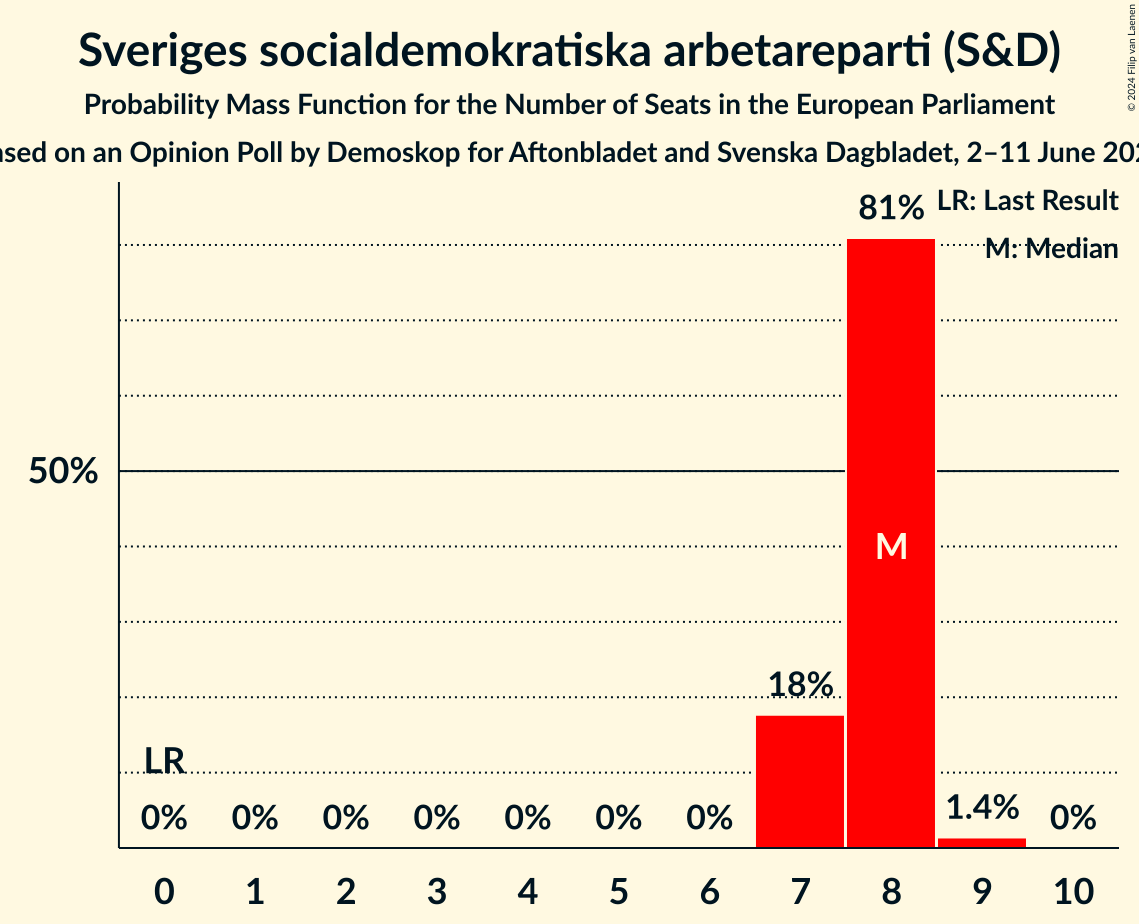 Sveriges socialdemokratiska arbetareparti (S&D)
Probability Mass Function for the Number of Seats in the European Parliament
on an Opinion Poll by Demoskop for Aftonbladet and Svenska Dagbladet, 2–11 June
© 2024 Filip van Laenen
LR: Last Result
M: Median
81%
50%
M
18%
LR
0% 0% 0% 0% 0% 0% 0% 1.4% 0%
0 1 2 3 4 5 6 7 8 9 10